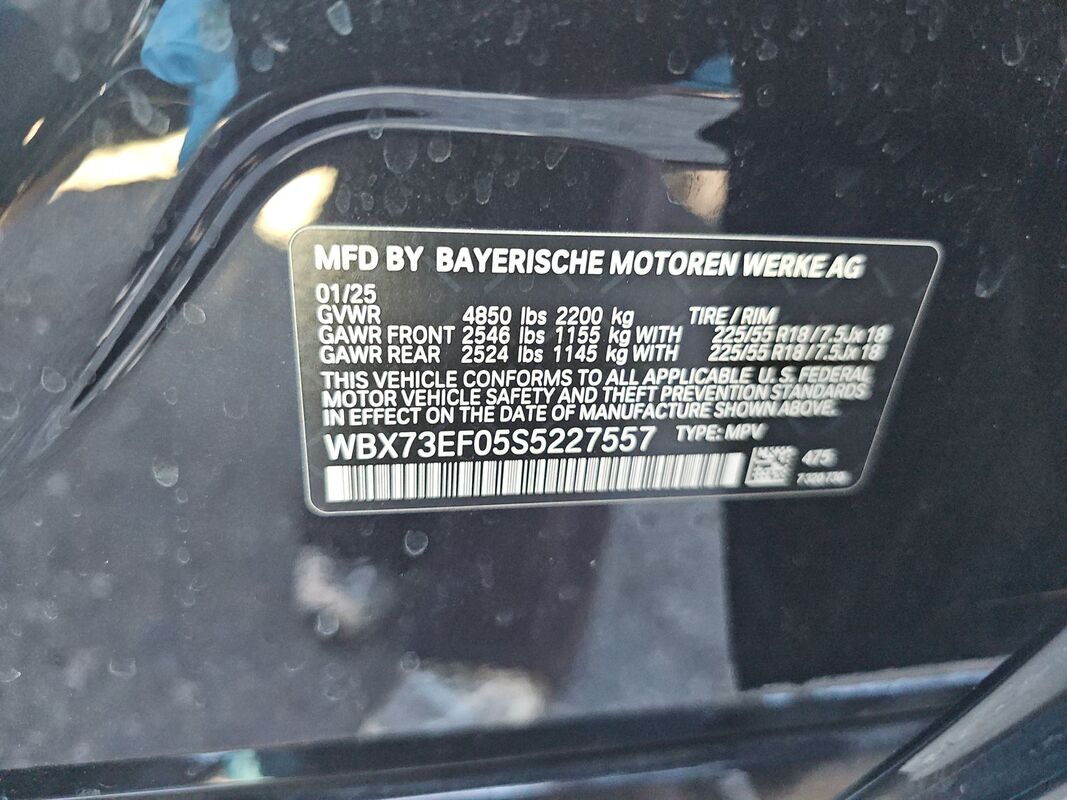 MFD BY BAYERISCHE MOTOREN WERKE AG
01/25
GVWR 4850 lbs 2200 kg TIRE / RIM
GAWR FRONT 2546 lbs 1155 kg WITH 225/55 R18 / 7.5Jx18
GAWR REAR 2524 lbs 1145 kg WITH 225/55 R18 / 7.5Jx18
THIS VEHICLE CONFORMS TO ALL APPLICABLE U.S. FEDERAL
MOTOR VEHICLE SAFETY AND THEFT PREVENTION STANDARDS
IN EFFECT ON THE DATE OF MANUFACTURE SHOWN ABOVE.
WBX73EF05S5227557 TYPE: MPV
475